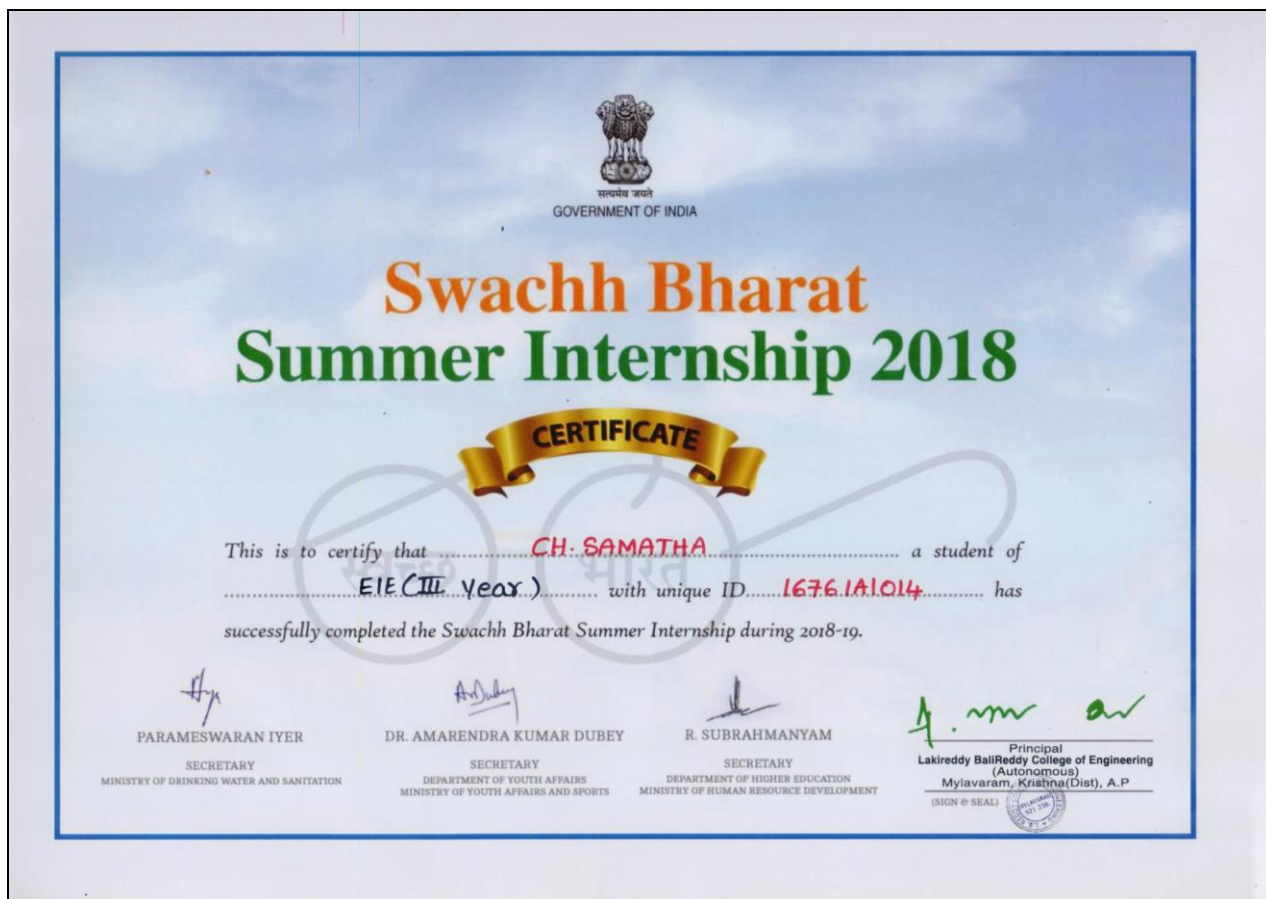 सत्यमेव जयते
GOVERNMENT OF INDIA
Swachh Bharat
Summer Internship 2018
CERTIFICATE
स्वच्छ भारत
This is to certify that .......... CH. SAMATHA .......... a student of
.......... EIE (III Year) .......... with unique ID..... 16761A1014 .......... has
successfully completed the Swachh Bharat Summer Internship during 2018-19.
PARAMESWARAN IYER
SECRETARY
MINISTRY OF DRINKING WATER AND SANITATION
DR. AMARENDRA KUMAR DUBEY
SECRETARY
DEPARTMENT OF YOUTH AFFAIRS
MINISTRY OF YOUTH AFFAIRS AND SPORTS
R. SUBRAHMANYAM
SECRETARY
DEPARTMENT OF HIGHER EDUCATION
MINISTRY OF HUMAN RESOURCE DEVELOPMENT
Principal
Lakireddy BaliReddy College of Engineering
(Autonomous)
Mylavaram, Krishna(Dist), A.P
(SIGN & SEAL)